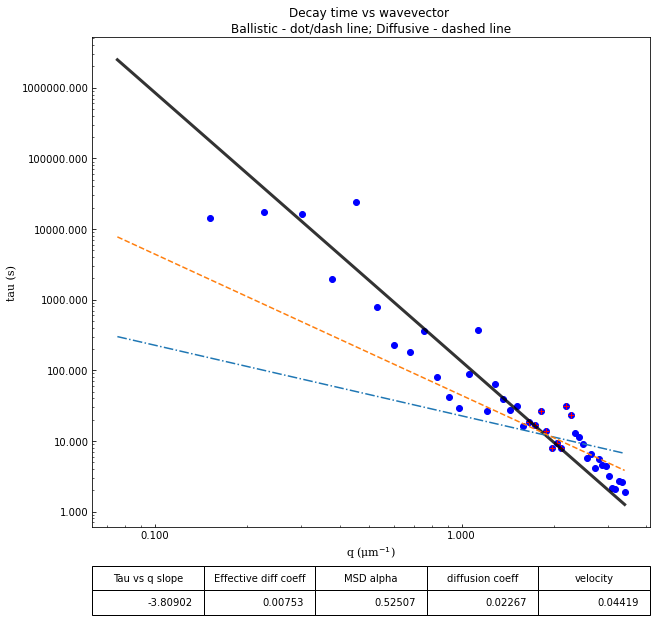 Decay time vs wavevector
Ballistic - dot/dash line; Diffusive - dashed line
1000000.000
100000.000
10000.000
1000.000
100.000
10.000
1.000
tau (s)
0.100
1.000
q (μm⁻¹)
Tau vs q slope Effective diff coeff MSD alpha diffusion coeff velocity
-3.80902 0.00753 0.52507 0.02267 0.04419